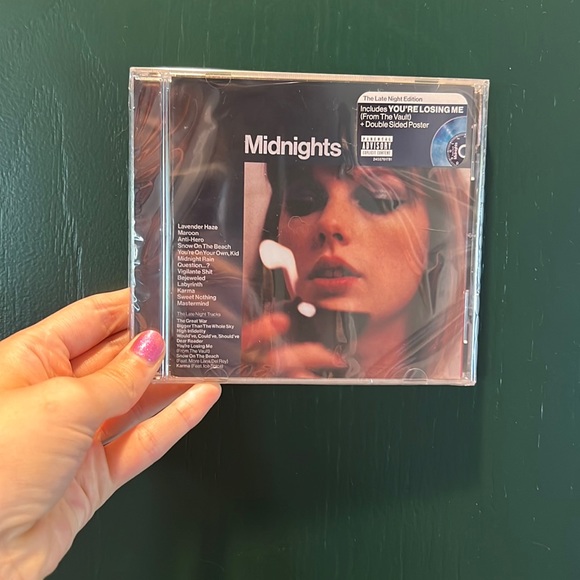 The Late Night Edition
Includes YOU'RE LOSING ME
(From The Vault)
+ Double Sided Poster
PARENTAL
ADVISORY
EXPLICIT CONTENT
Midnights
Lavender Haze
Maroon
Anti-Hero
Snow On The Beach
You're On Your Own, Kid
Midnight Rain
Question...?
Vigilante Shit
Bejeweled
Labyrinth
Karma
Sweet Nothing
Mastermind
The Late Night Tracks
The Great War
Bigger Than The Whole Sky
High Infidelity
Would've, Could've, Should've
Dear Reader
You're Losing Me
(From The Vault)
Snow On The Beach
(Feat. More Lana Del Rey)
Karma (Feat. Ice Spice)